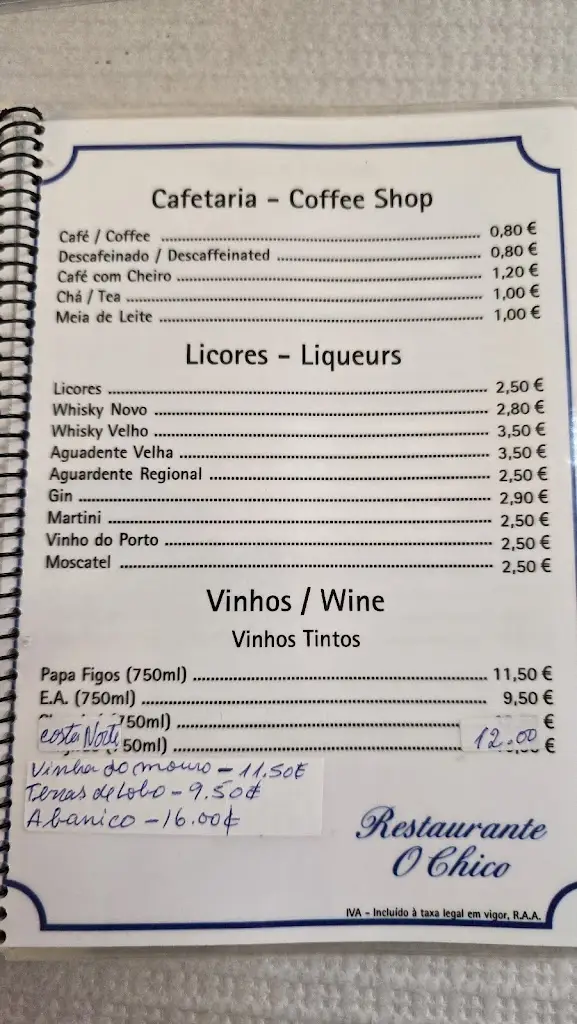 Cafetaria - Coffee Shop
Café / Coffee 0,80 €
Descafeinado / Descaffeinated 0,80 €
Café com Cheiro 1,20 €
Chá / Tea 1,00 €
Meia de Leite 1,00 €
Licores - Liqueurs
Licores 2,50 €
Whisky Novo 2,80 €
Whisky Velho 3,50 €
Aguadente Velha 3,50 €
Aguardente Regional 2,50 €
Gin 2,90 €
Martini 2,50 €
Vinho do Porto 2,50 €
Moscatel 2,50 €
Vinhos / Wine
Vinhos Tintos
Papa Figos (750ml) 11,50 €
E.A. (750ml) 9,50 €
750ml) €
costa Norte 50ml) 12.00 €
Vinha do mouro - 11.50€
Terras de lobo - 9.50€
Abanico - 16.00€
Restaurante
O Chico
IVA - Incluído à taxa legal em vigor, R.A.A.